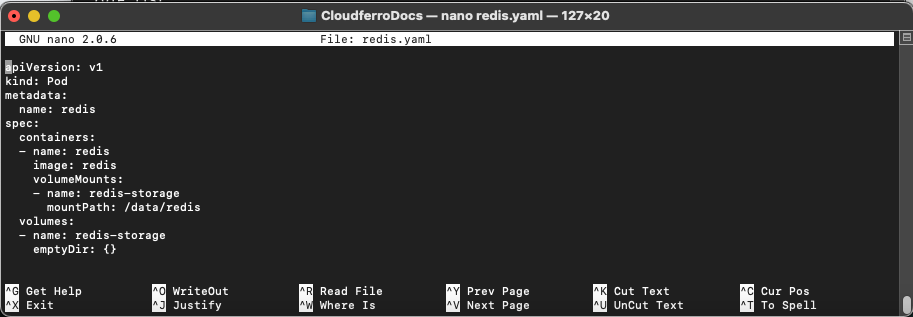 CloudferroDocs — nano redis.yaml — 127×20
GNU nano 2.0.6 File: redis.yaml
apiVersion: v1
kind: Pod
metadata:
  name: redis
spec:
  containers:
  - name: redis
    image: redis
    volumeMounts:
    - name: redis-storage
      mountPath: /data/redis
  volumes:
  - name: redis-storage
    emptyDir: {}
^G Get Help ^O WriteOut ^R Read File ^Y Prev Page ^K Cut Text ^C Cur Pos
^X Exit ^J Justify ^W Where Is ^V Next Page ^U UnCut Text ^T To Spell